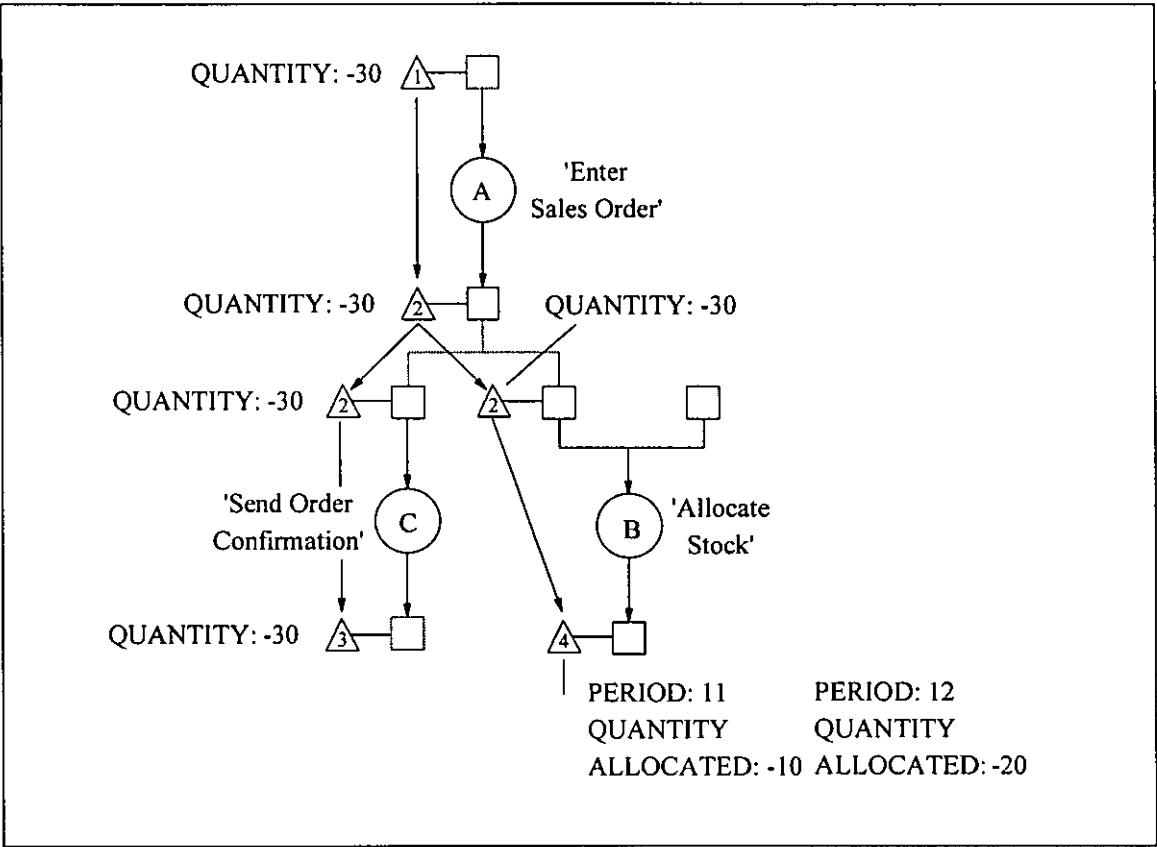 QUANTITY: -30 1
A 'Enter
Sales Order'
QUANTITY: -30 2 QUANTITY: -30
QUANTITY: -30 2 2
'Send Order
Confirmation' C B 'Allocate
Stock'
QUANTITY: -30 3 4
PERIOD: 11 PERIOD: 12
QUANTITY QUANTITY
ALLOCATED: -10 ALLOCATED: -20